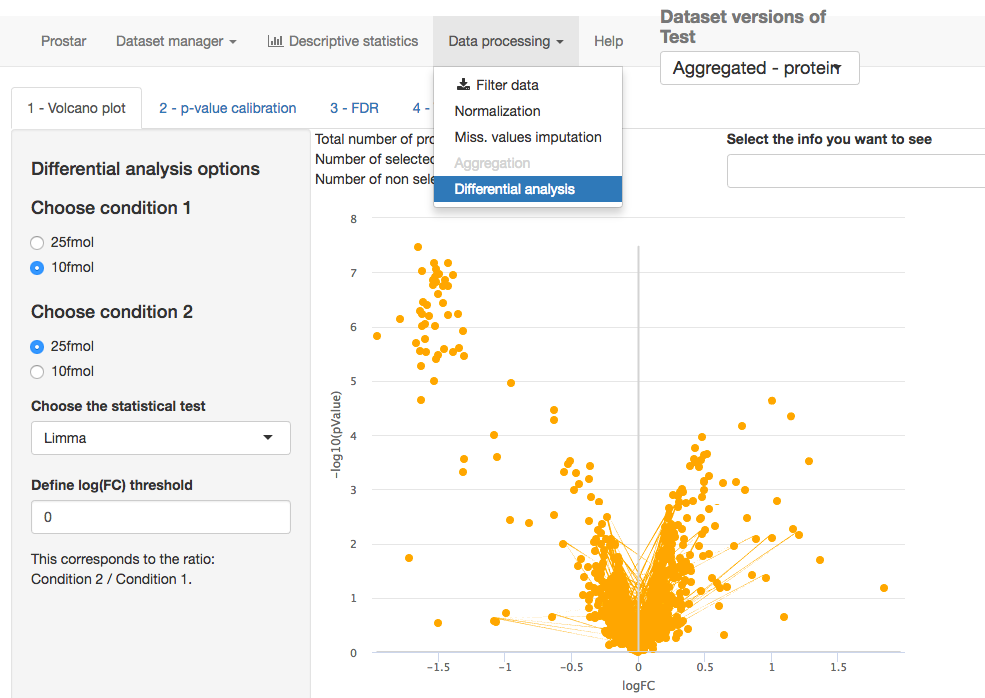 Prostar
Dataset manager
Descriptive statistics
Data processing
Help
Dataset versions of
Test
Aggregated - protein
Filter data
Normalization
Miss. values imputation
Aggregation
Differential analysis
1 - Volcano plot
2 - p-value calibration
3 - FDR
4 -
Total number of pro
Number of selected
Number of non sele
Select the info you want to see
Differential analysis options
Choose condition 1
25fmol
10fmol
Choose condition 2
25fmol
10fmol
Choose the statistical test
Limma
Define log(FC) threshold
0
This corresponds to the ratio:
Condition 2 / Condition 1.
-log10(pValue)
8
7
6
5
4
3
2
1
0
-1.5
-1
-0.5
0
0.5
1
1.5
logFC